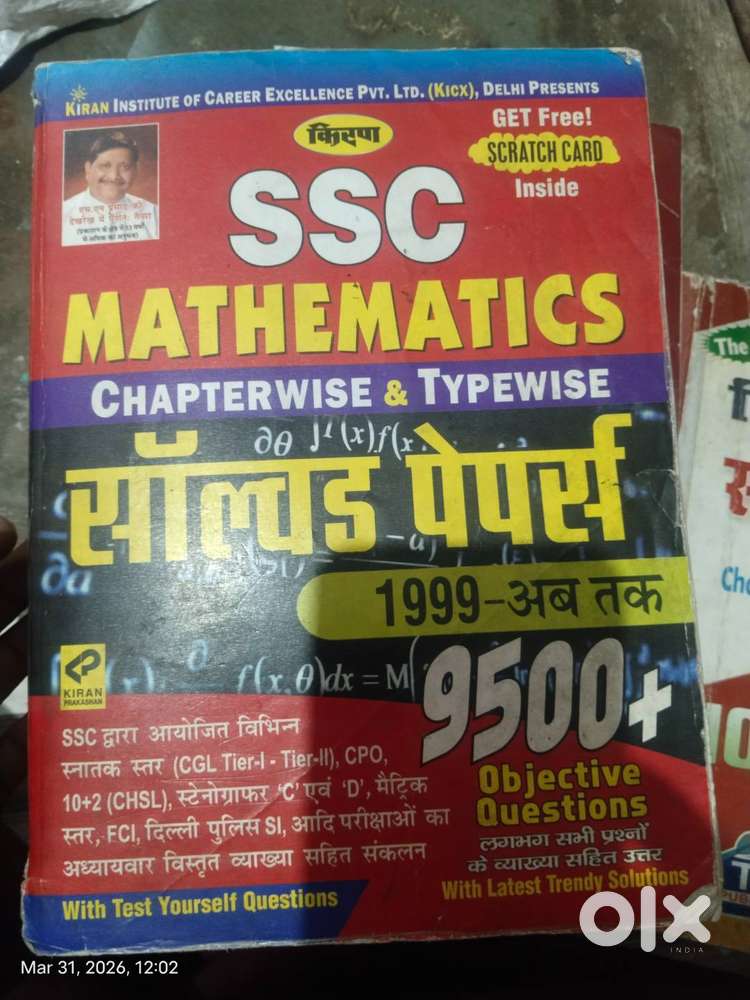 KIRAN INSTITUTE OF CAREER EXCELLENCE PVT. LTD. (KICX), DELHI PRESENTS
किरण
GET Free!
SCRATCH CARD
Inside
SSC
MATHEMATICS
CHAPTERWISE & TYPEWISE
सॉल्वड पेपर्स
1999-अब तक
9500+
Objective
Questions
लगभग सभी प्रश्नों
के व्याख्या सहित उत्तर
With Latest Trendy Solutions
KIRAN
PRAKASHAN
SSC द्वारा आयोजित विभिन्न
स्नातक स्तर (CGL Tier-I - Tier-II), CPO,
10+2 (CHSL), स्टेनोग्राफर 'C' एवं 'D', मैट्रिक
स्तर, FCI, दिल्ली पुलिस SI, आदि परीक्षाओं का
अध्यायवार विस्तृत व्याख्या सहित संकलन
With Test Yourself Questions
The
Mar 31, 2026, 12:02
olx
INDIA